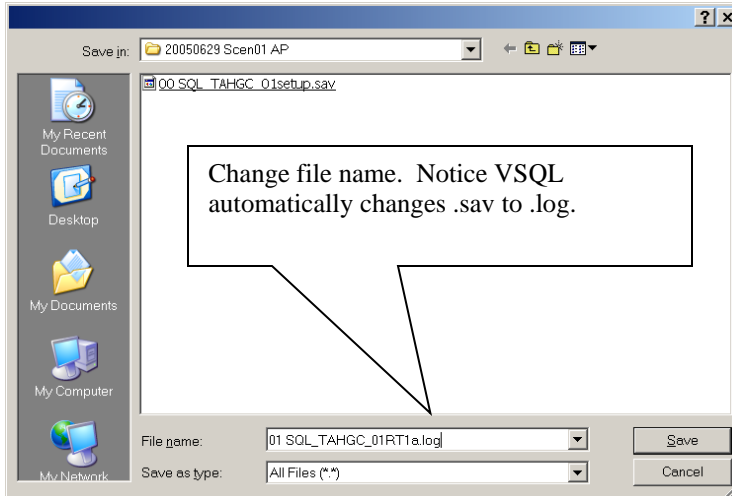 Save in:
20050629 Scen01 AP
00 SQL_TAHGC_01setup.sav
My Recent
Documents
Desktop
My Documents
My Computer
My Network
Change file name.  Notice VSQL
automatically changes .sav to .log.
File name:
01 SQL_TAHGC_01RT1a.log
Save
Save as type:
All Files (*.*)
Cancel